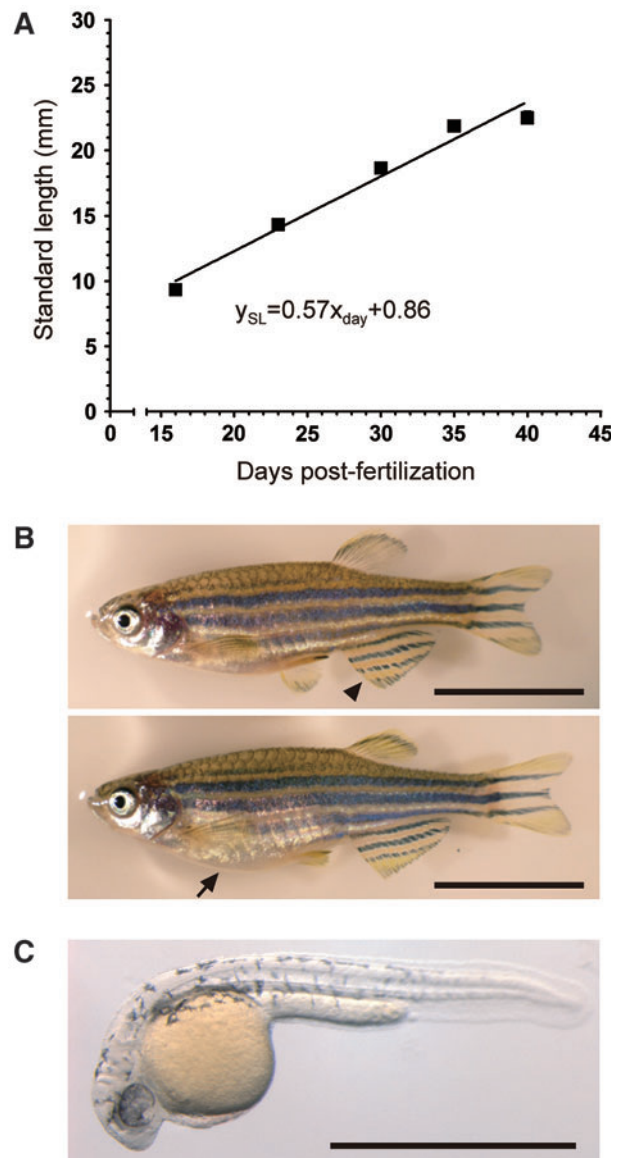 A
30
25
20
15
10
5
0
Standard length (mm)
y_SL=0.57x_day+0.86
0 15 20 25 30 35 40 45
Days post-fertilization
B
C